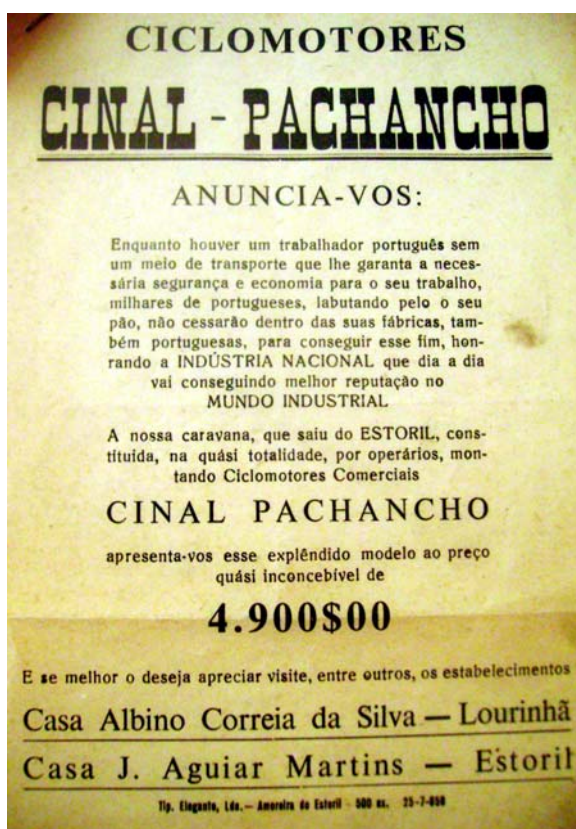 CICLOMOTORES
CINAL - PACHANCHO
ANUNCIA-VOS:
Enquanto houver um trabalhador português sem
um meio de transporte que lhe garanta a neces-
sária segurança e economia para o seu trabalho,
milhares de portugueses, labutando pelo o seu
pão, não cessarão dentro das suas fábricas, tam-
bém portuguesas, para conseguir esse fim, hon-
rando a INDÚSTRIA NACIONAL que dia a dia
vai conseguindo melhor reputação no
MUNDO INDUSTRIAL
A nossa caravana, que saiu do ESTORIL, cons-
tituida, na quási totalidade, por operários, mon-
tando Ciclomotores Comerciais
CINAL PACHANCHO
apresenta-vos esse explêndido modelo ao preço
quási inconcebível de
4.900$00
E se melhor o deseja apreciar visite, entre outros, os estabelecimentos
Casa Albino Correia da Silva — Lourinhã
Casa J. Aguiar Martins — Estoril
Tip. Elegante, Lda. — Amoreira do Estoril - 500 ex. 25-7-